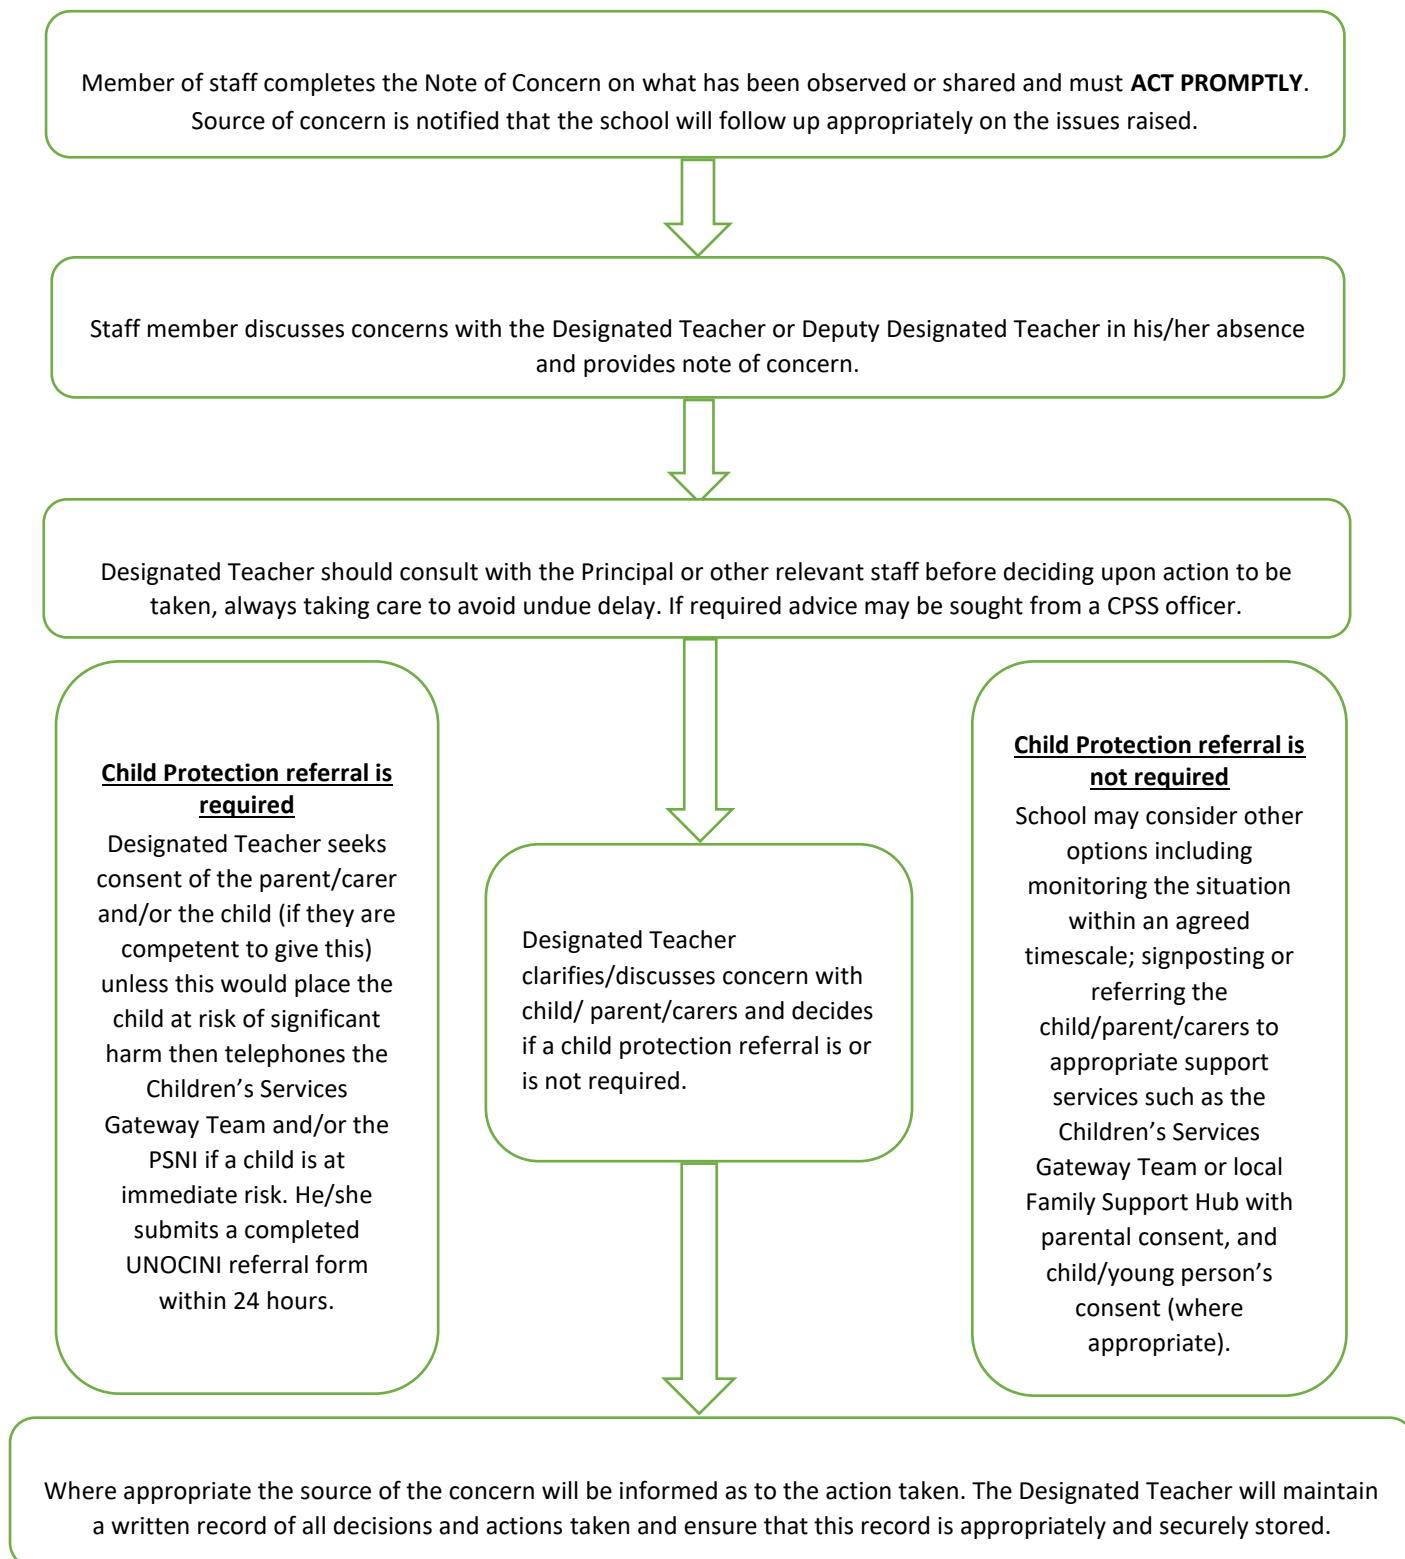 Member of staff completes the Note of Concern on what has been observed or shared and must ACT PROMPTLY.
Source of concern is notified that the school will follow up appropriately on the issues raised.
Staff member discusses concerns with the Designated Teacher or Deputy Designated Teacher in his/her absence
and provides note of concern.
Designated Teacher should consult with the Principal or other relevant staff before deciding upon action to be
taken, always taking care to avoid undue delay. If required advice may be sought from a CPSS officer.
Child Protection referral is
required
Designated Teacher seeks
consent of the parent/carer
and/or the child (if they are
competent to give this)
unless this would place the
child at risk of significant
harm then telephones the
Children’s Services
Gateway Team and/or the
PSNI if a child is at
immediate risk. He/she
submits a completed
UNOCINI referral form
within 24 hours.
Designated Teacher
clarifies/discusses concern with
child/ parent/carers and decides
if a child protection referral is or
is not required.
Child Protection referral is
not required
School may consider other
options including
monitoring the situation
within an agreed
timescale; signposting or
referring the
child/parent/carers to
appropriate support
services such as the
Children’s Services
Gateway Team or local
Family Support Hub with
parental consent, and
child/young person’s
consent (where
appropriate).
Where appropriate the source of the concern will be informed as to the action taken. The Designated Teacher will maintain
a written record of all decisions and actions taken and ensure that this record is appropriately and securely stored.